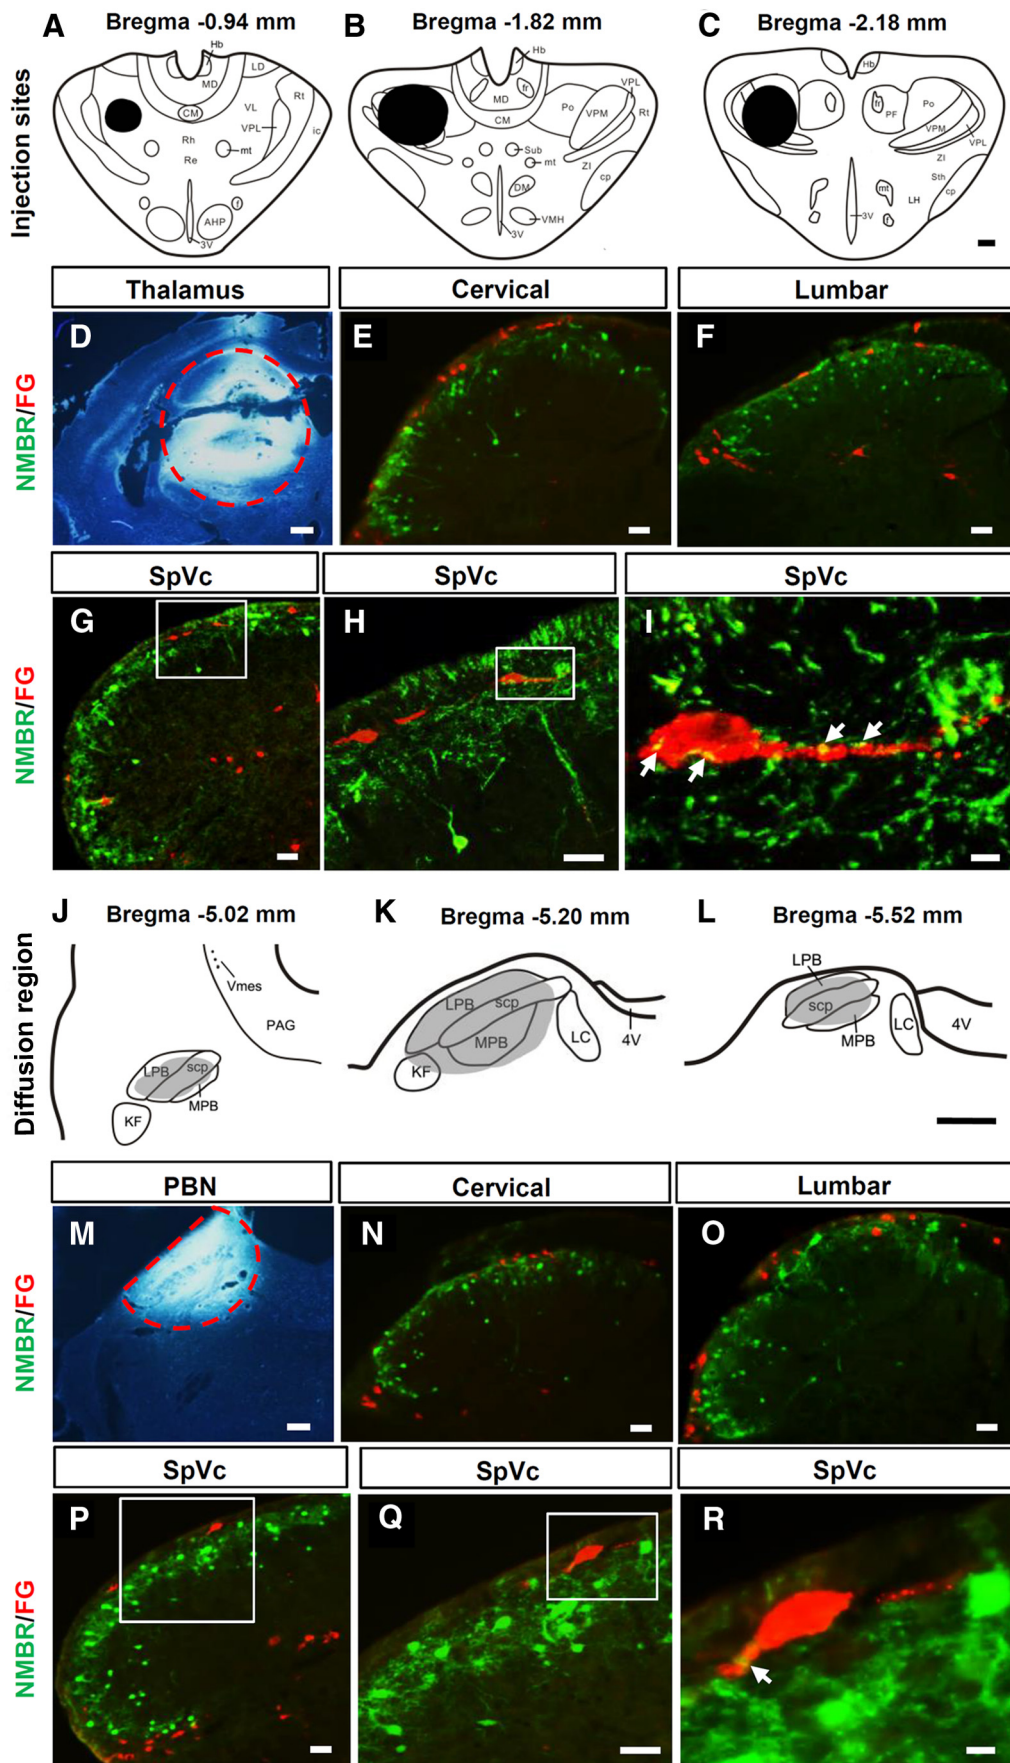 A Bregma -0.94 mm
B Bregma -1.82 mm
C Bregma -2.18 mm
Injection sites
Hb
LD
MD
Rt
CM
VL
VPL
ic
Rh
mt
Re
f
AHP
3V
Hb
VPL
fr
MD
Po
VPM
Rt
CM
Sub
mt
ZI
cp
DM
VMH
3V
Hb
fr
PF
Po
VPM
VPL
ZI
Sth
cp
mt
LH
3V
f
Thalamus
Cervical
Lumbar
NMBR/FG
D
E
F
SpVc
SpVc
SpVc
NMBR/FG
G
H
I
J Bregma -5.02 mm
K Bregma -5.20 mm
L Bregma -5.52 mm
Diffusion region
Vmes
PAG
LPB
scp
MPB
KF
LPB
scp
MPB
LC
4V
KF
LPB
scp
MPB
LC
4V
PBN
Cervical
Lumbar
NMBR/FG
M
N
O
SpVc
SpVc
SpVc
NMBR/FG
P
Q
R